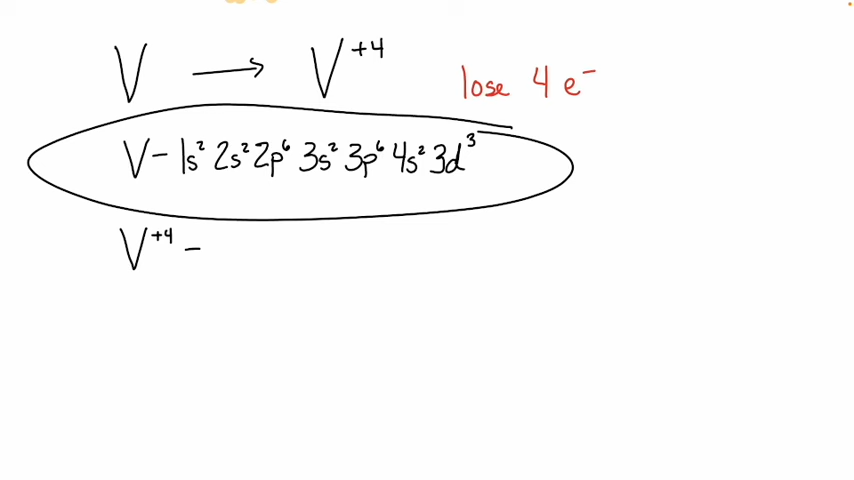 V → V⁺⁴ lose 4 e⁻
V – 1s² 2s² 2p⁶ 3s² 3p⁶ 4s² 3d³
V⁺⁴ –